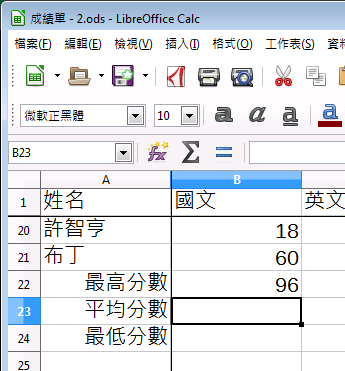 成績單 - 2.ods - LibreOffice Calc
檔案(F) 編輯(E) 檢視(V) 插入(I) 格式(O) 工作表(S)
微軟正黑體 10 a a a
B23 fx Σ =
A B
1 姓名 國文 英文
20 許智亨 18
21 布丁 60
22 最高分數 96
23 平均分數
24 最低分數
25